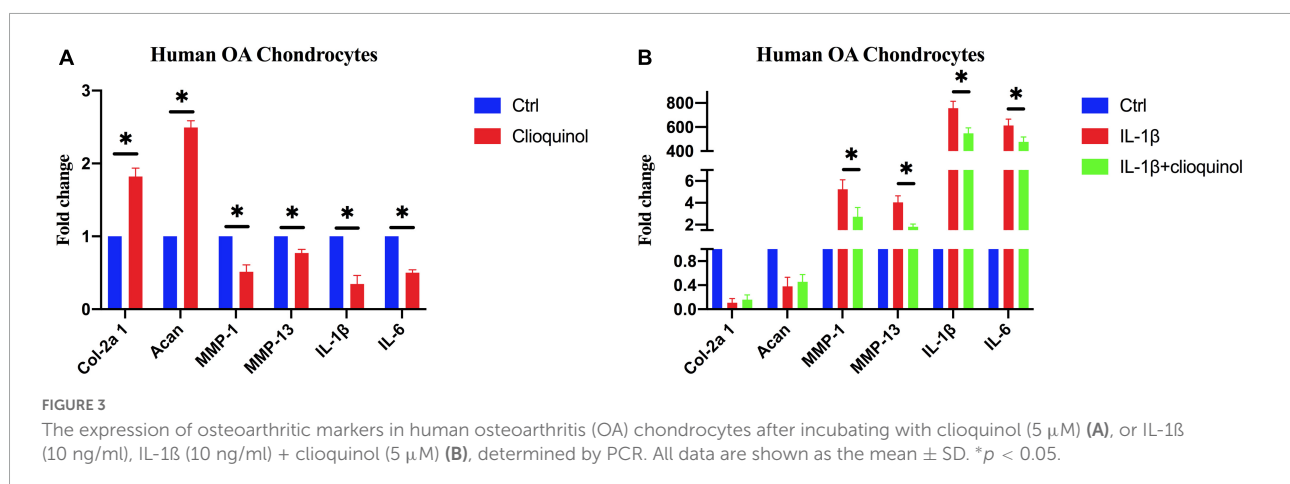 A
Human OA Chondrocytes
Fold change
3
2
1
0
* * * * * *
Col-2a 1
Acan
MMP-1
MMP-13
IL-1β
IL-6
Ctrl
Clioquinol
B
Human OA Chondrocytes
Fold change
800
600
400
6
4
2
0.8
0.4
0.0
* * * *
Col-2a 1
Acan
MMP-1
MMP-13
IL-1β
IL-6
Ctrl
IL-1β
IL-1β+clioquinol
FIGURE 3
The expression of osteoarthritic markers in human osteoarthritis (OA) chondrocytes after incubating with clioquinol (5 μM) (A), or IL-1ß
(10 ng/ml), IL-1ß (10 ng/ml) + clioquinol (5 μM) (B), determined by PCR. All data are shown as the mean ± SD. *p < 0.05.